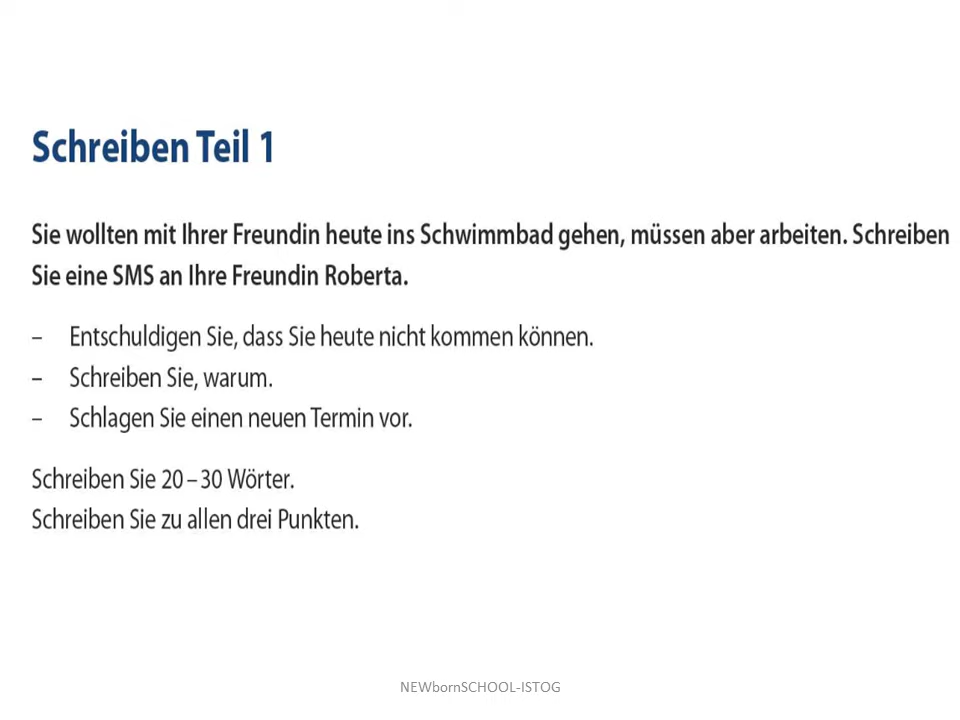 Schreiben Teil 1
Sie wollten mit Ihrer Freundin heute ins Schwimmbad gehen, müssen aber arbeiten. Schreiben
Sie eine SMS an Ihre Freundin Roberta.
– Entschuldigen Sie, dass Sie heute nicht kommen können.
– Schreiben Sie, warum.
– Schlagen Sie einen neuen Termin vor.
Schreiben Sie 20 – 30 Wörter.
Schreiben Sie zu allen drei Punkten.
NEWbornSCHOOL-ISTOG